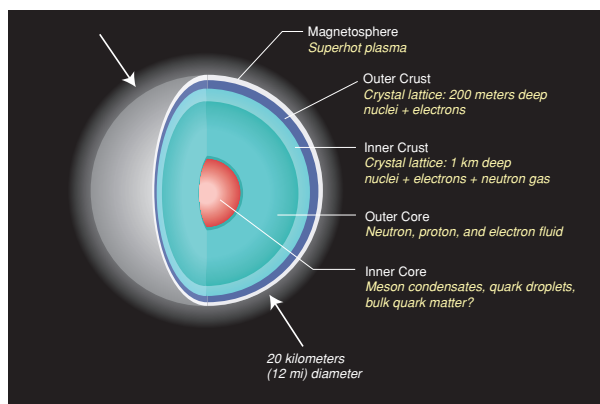 Magnetosphere
Superhot plasma
Outer Crust
Crystal lattice: 200 meters deep
nuclei + electrons
Inner Crust
Crystal lattice: 1 km deep
nuclei + electrons + neutron gas
Outer Core
Neutron, proton, and electron fluid
Inner Core
Meson condensates, quark droplets,
bulk quark matter?
20 kilometers
(12 mi) diameter